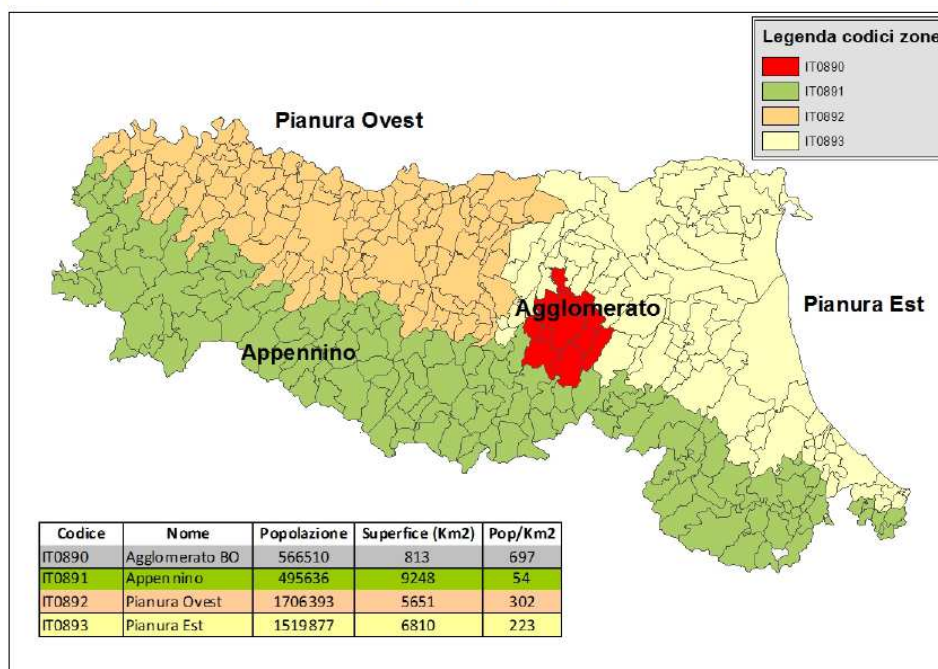 Legenda codici zone
IT0890
IT0891
IT0892
IT0893
Pianura Ovest
Agglomerato
Pianura Est
Appennino
Codice Nome Popolazione Superfice (Km2) Pop/Km2
IT0890 Agglomerato BO 566510 813 697
IT0891 Appennino 495636 9248 54
IT0892 Pianura Ovest 1706393 5651 302
IT0893 Pianura Est 1519877 6810 223